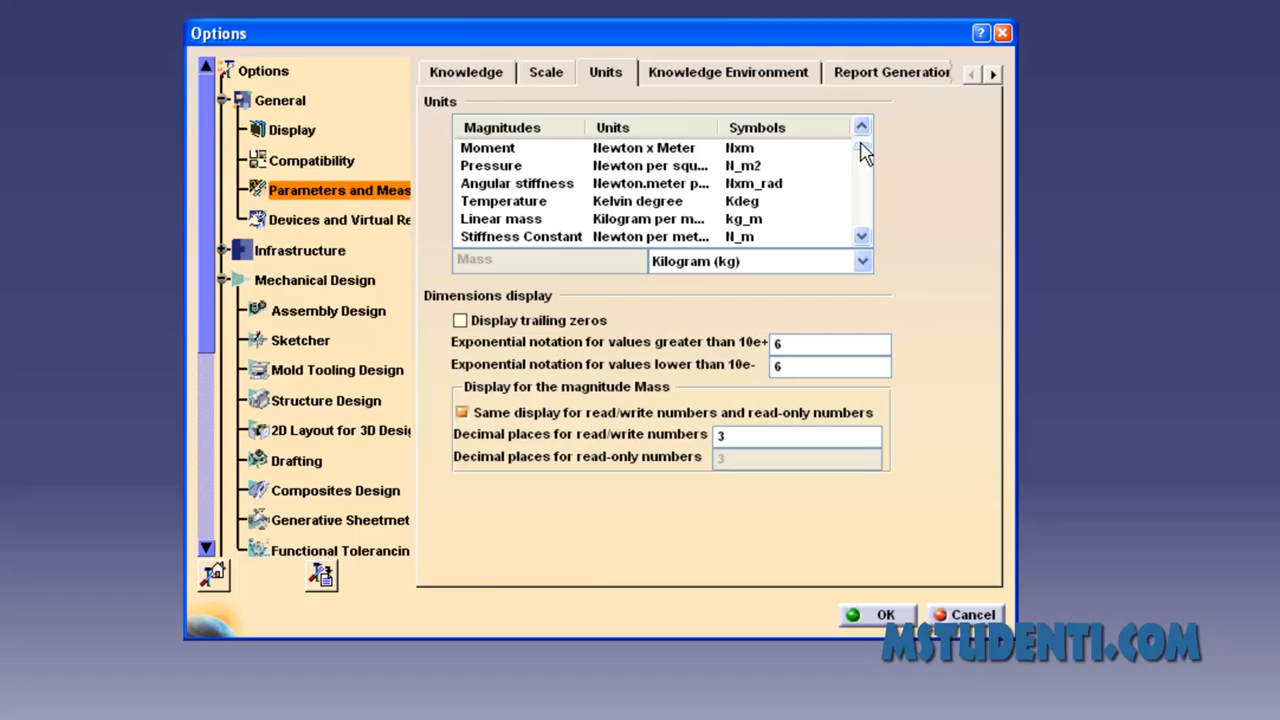 Options
?
Options
General
Display
Compatibility
Parameters and Meas
Devices and Virtual Re
Infrastructure
Mechanical Design
Assembly Design
Sketcher
Mold Tooling Design
Structure Design
2D Layout for 3D Desig
Drafting
Composites Design
Generative Sheetmet
Functional Tolerancin
Knowledge Scale Units Knowledge Environment Report Generation
Units
Magnitudes Units Symbols
Moment Newton x Meter Nxm
Pressure Newton per squ... N_m2
Angular stiffness Newton.meter p... Nxm_rad
Temperature Kelvin degree Kdeg
Linear mass Kilogram per m... kg_m
Stiffness Constant Newton per met... N_m
Mass Kilogram (kg)
Dimensions display
Display trailing zeros
Exponential notation for values greater than 10e+ 6
Exponential notation for values lower than 10e- 6
Display for the magnitude Mass
Same display for read/write numbers and read-only numbers
Decimal places for read/write numbers 3
Decimal places for read-only numbers 3
OK Cancel
MSTUDENTI.COM